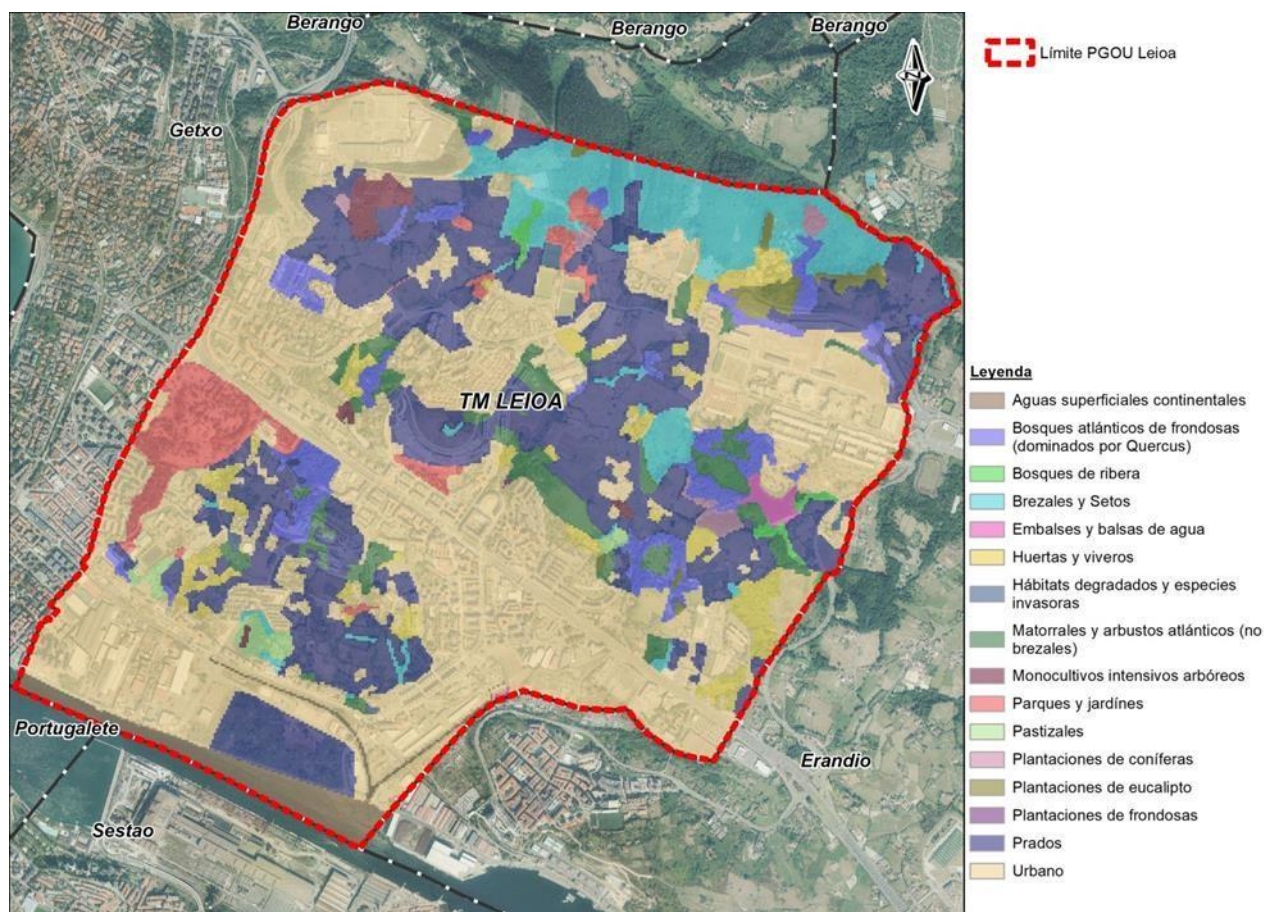 Berango
Berango
Berango
N
Límite PGOU Leioa
Getxo
TM LEIOA
Leyenda
Aguas superficiales continentales
Bosques atlánticos de frondosas
(dominados por Quercus)
Bosques de ribera
Brezales y Setos
Embalses y balsas de agua
Huertas y viveros
Hábitats degradados y especies
invasoras
Matorrales y arbustos atlánticos (no
brezales)
Monocultivos intensivos arbóreos
Parques y jardínes
Pastizales
Plantaciones de coníferas
Plantaciones de eucalipto
Plantaciones de frondosas
Prados
Urbano
Portugalete
Erandio
Sestao